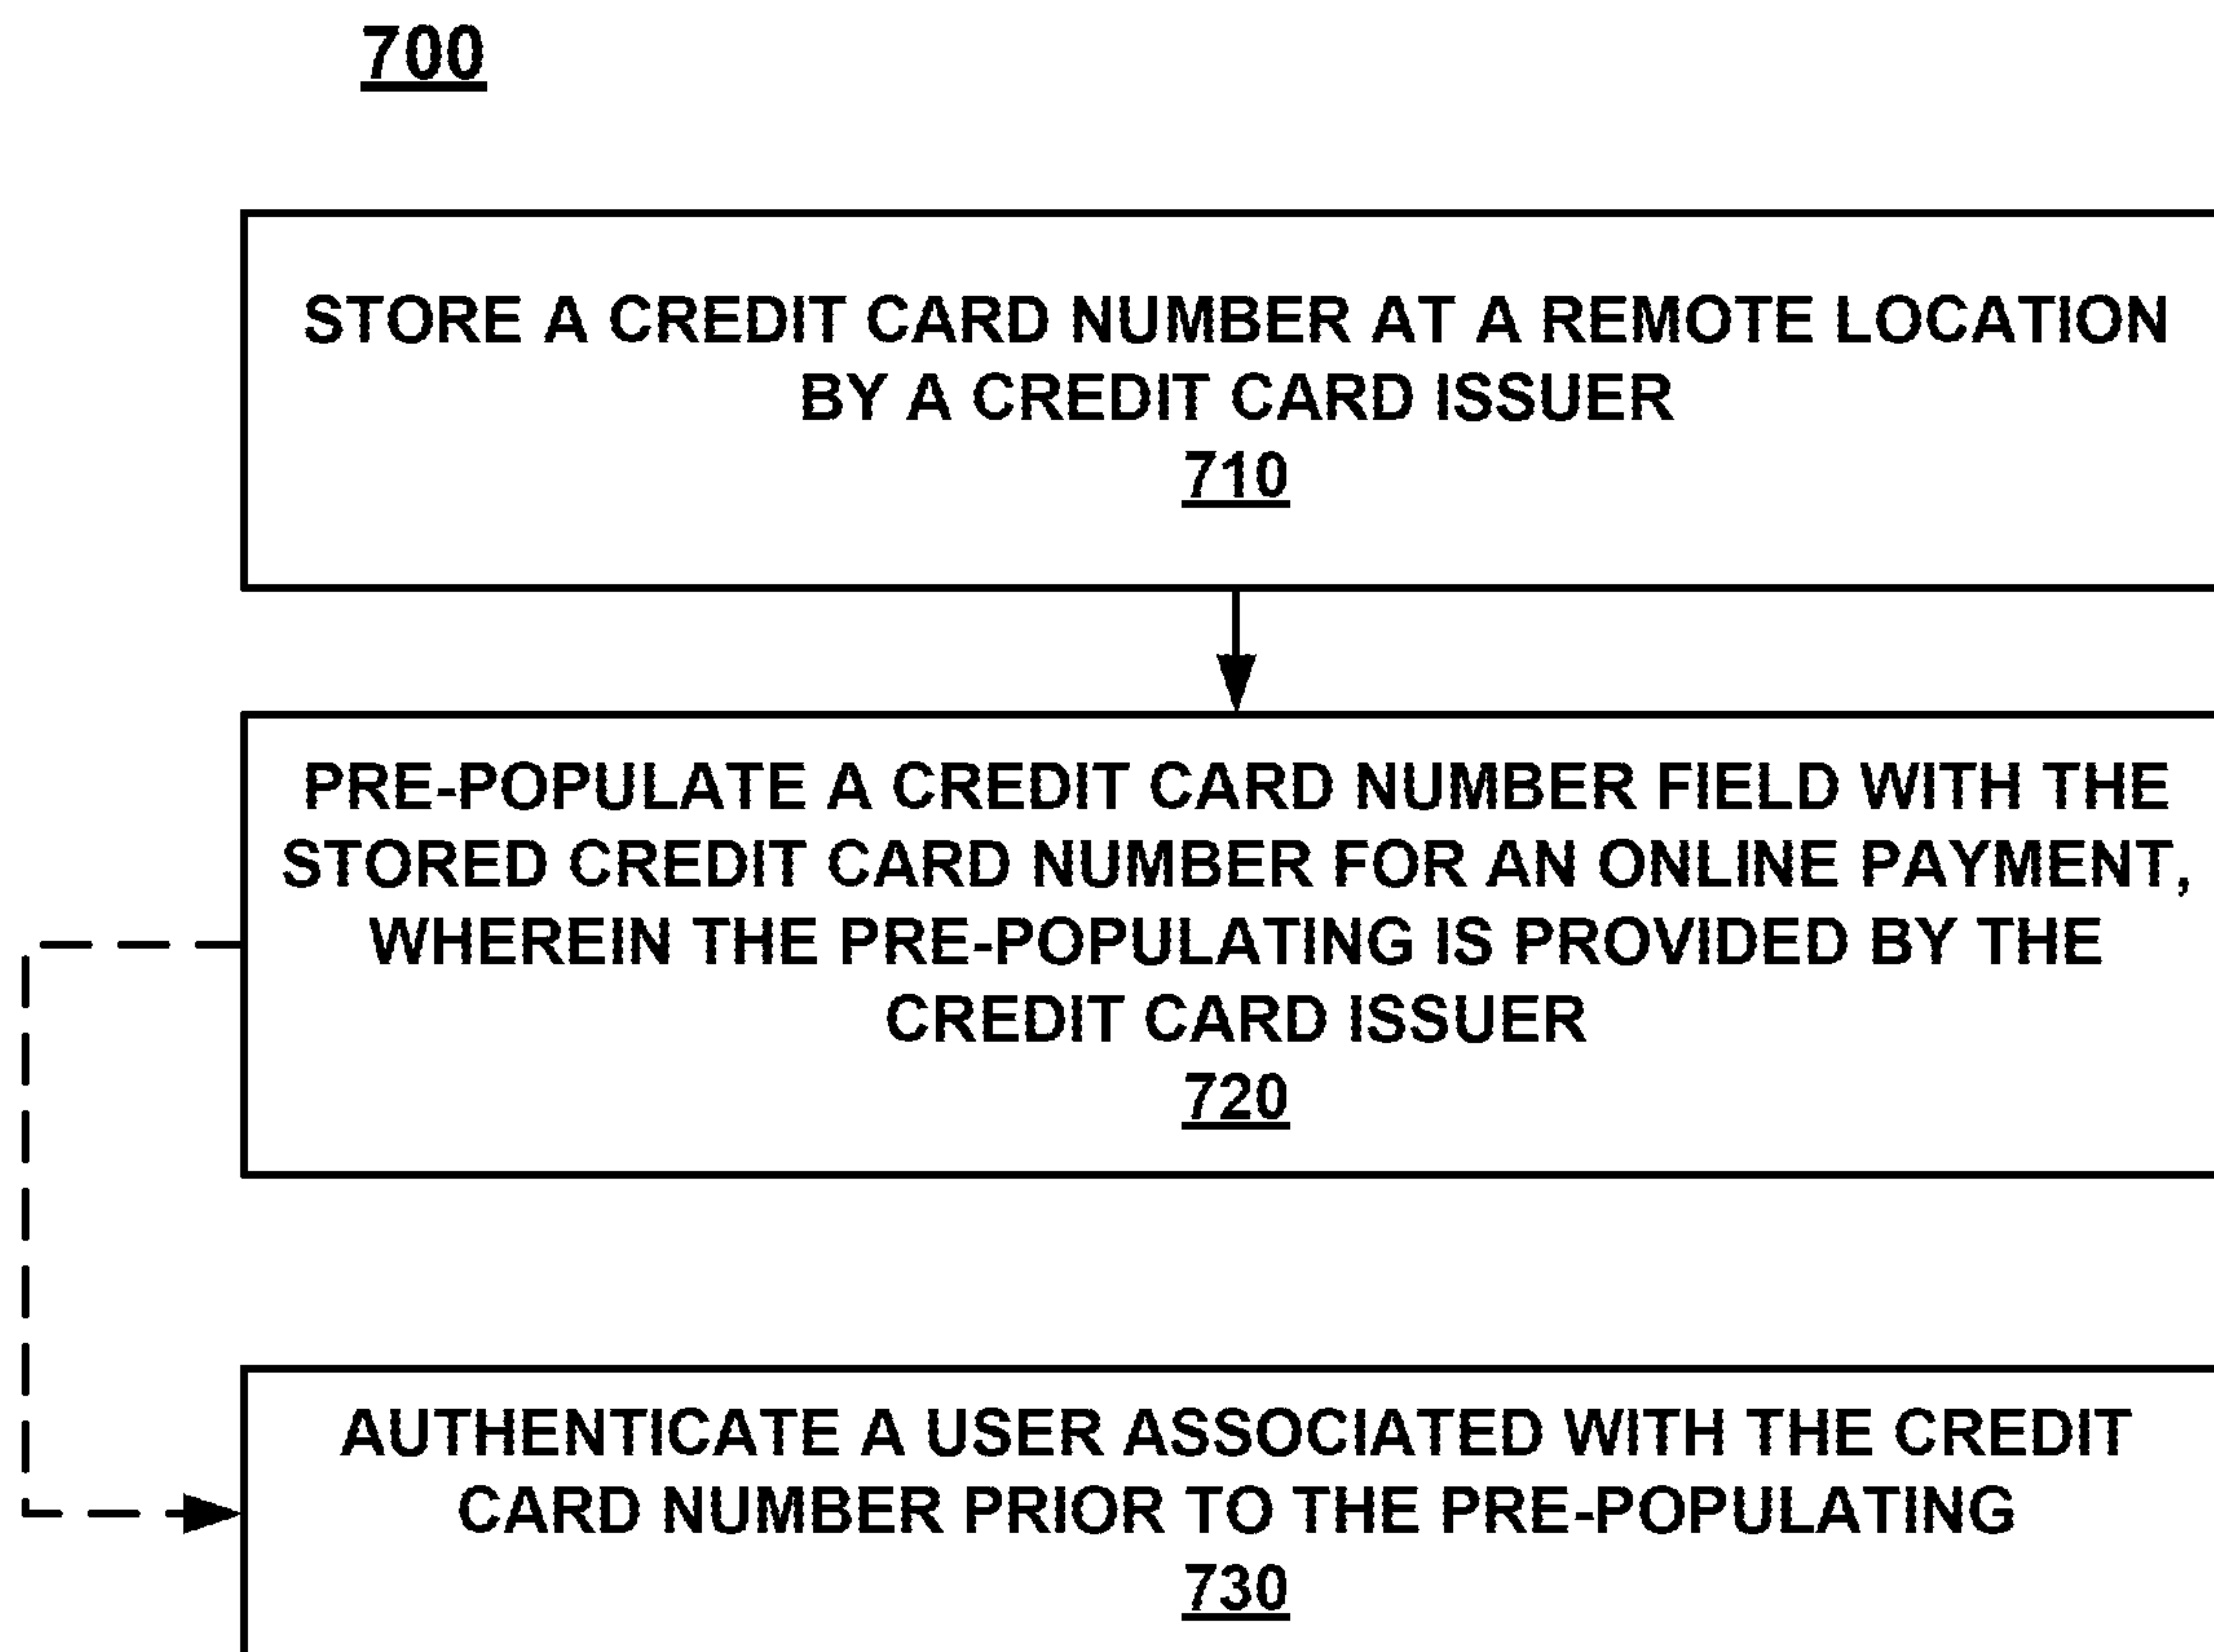 700
STORE A CREDIT CARD NUMBER AT A REMOTE LOCATION
BY A CREDIT CARD ISSUER
710
PRE-POPULATE A CREDIT CARD NUMBER FIELD WITH THE
STORED CREDIT CARD NUMBER FOR AN ONLINE PAYMENT,
WHEREIN THE PRE-POPULATING IS PROVIDED BY THE
CREDIT CARD ISSUER
720
AUTHENTICATE A USER ASSOCIATED WITH THE CREDIT
CARD NUMBER PRIOR TO THE PRE-POPULATING
730